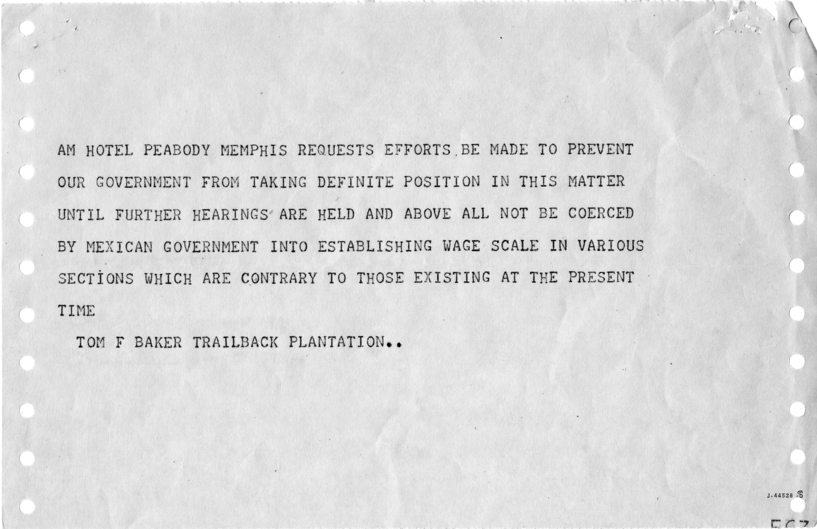 AM HOTEL PEABODY MEMPHIS REQUESTS EFFORTS BE MADE TO PREVENT
OUR GOVERNMENT FROM TAKING DEFINITE POSITION IN THIS MATTER
UNTIL FURTHER HEARINGS ARE HELD AND ABOVE ALL NOT BE COERCED
BY MEXICAN GOVERNMENT INTO ESTABLISHING WAGE SCALE IN VARIOUS
SECTIONS WHICH ARE CONTRARY TO THOSE EXISTING AT THE PRESENT
TIME
TOM F BAKER TRAILBACK PLANTATION..
J-44528